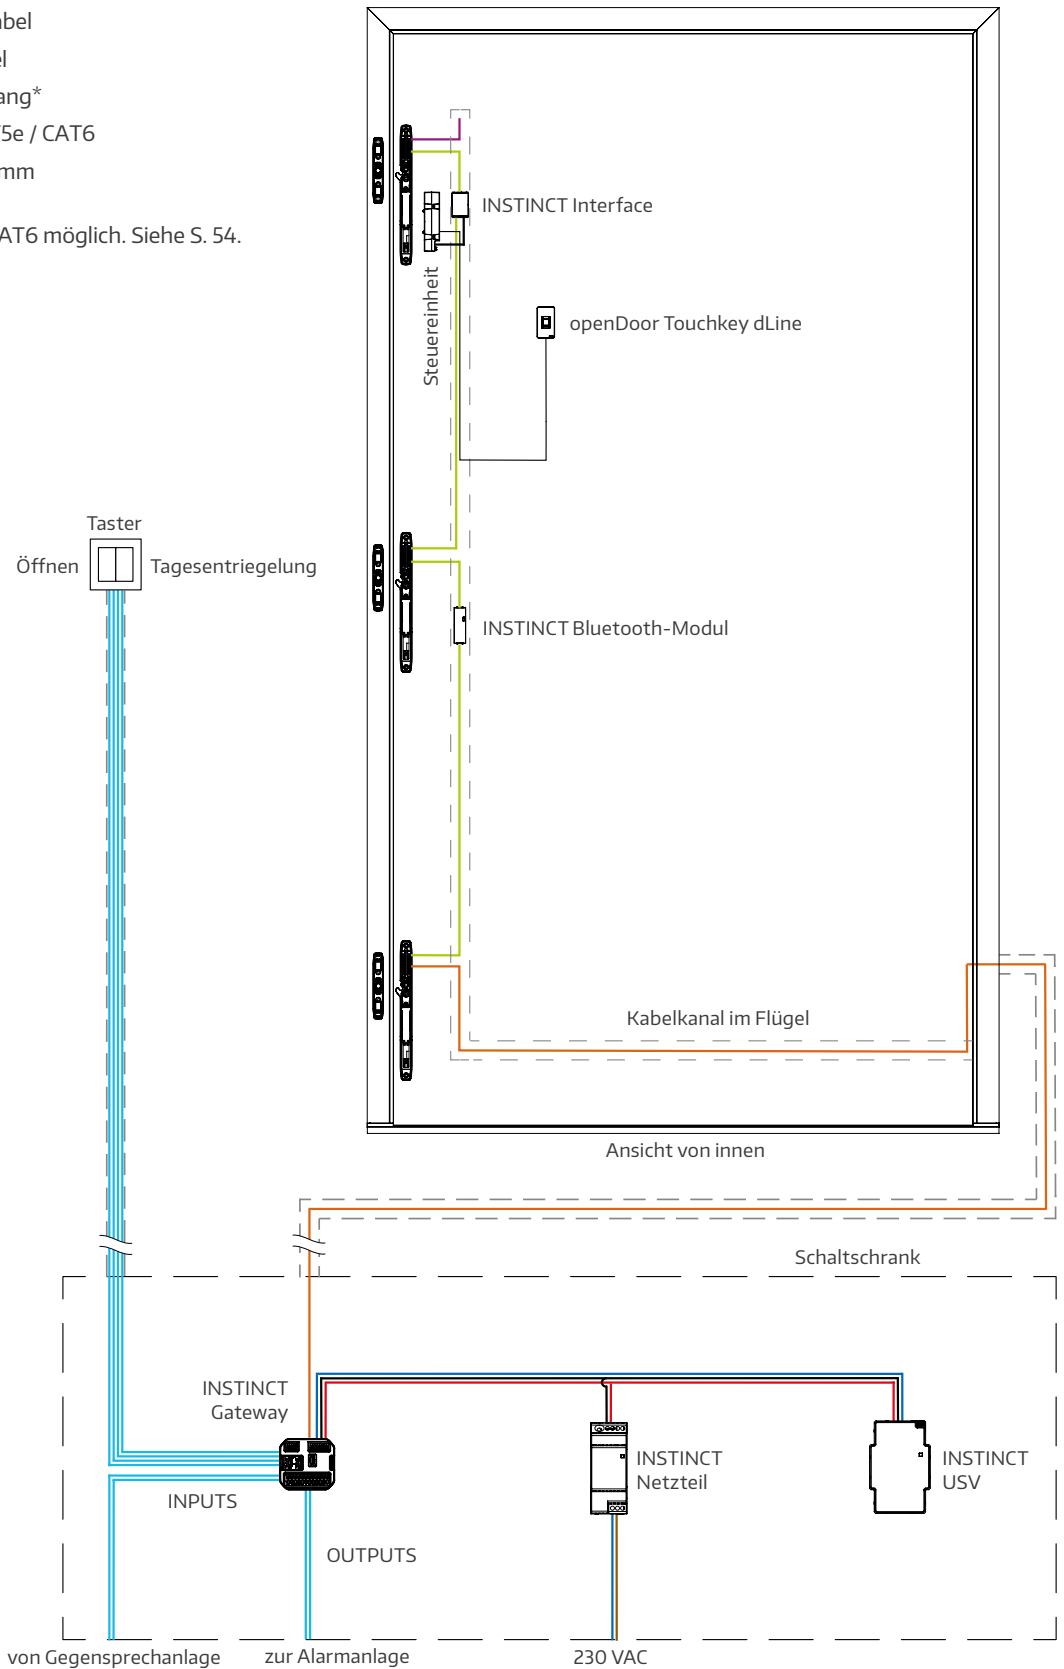 ang*
5e / CAT6
mm
AT6 möglich. Siehe S. 54.
INSTINCT Interface
Steuereinheit
openDoor Touchkey dLine
Taster
Öffnen
Tagesentriegelung
INSTINCT Bluetooth-Modul
Kabelkanal im Flügel
Ansicht von innen
Schaltschrank
INSTINCT
Gateway
INSTINCT
Netzteil
INSTINCT
USV
INPUTS
OUTPUTS
von Gegensprechanlage
zur Alarmanlage
230 VAC